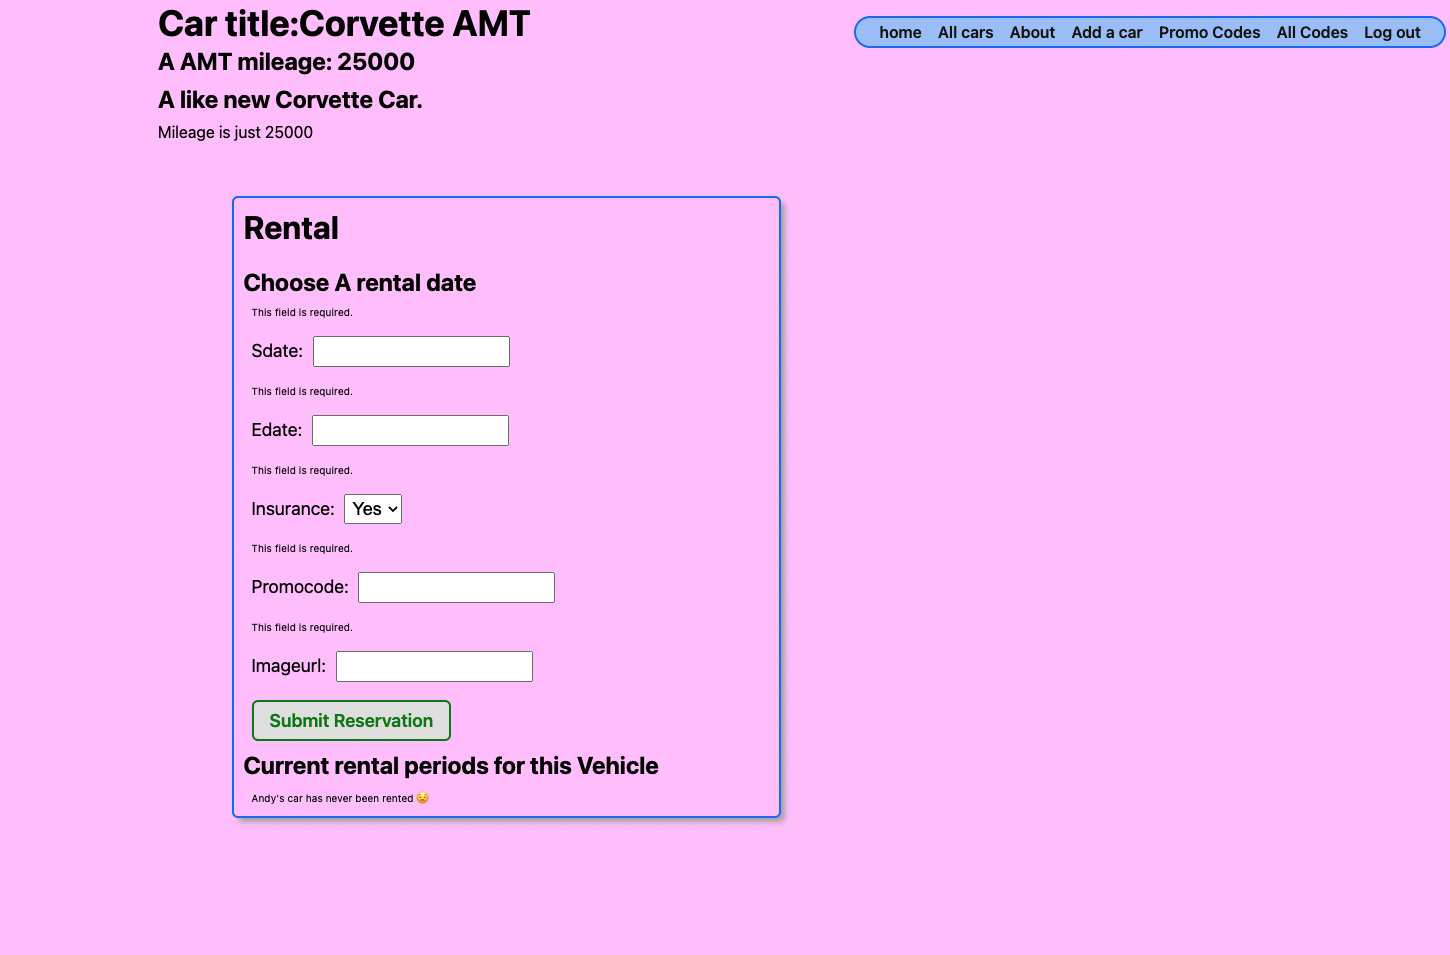 Car title:Corvette AMT
home All cars About Add a car Promo Codes All Codes Log out
A AMT mileage: 25000
A like new Corvette Car.
Mileage is just 25000
Rental
Choose A rental date
This field is required.
Sdate:
This field is required.
Edate:
This field is required.
Insurance: Yes
This field is required.
Promocode:
This field is required.
Imageurl:
Submit Reservation
Current rental periods for this Vehicle
Andy's car has never been rented 😣